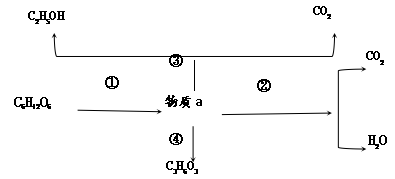 C₂H₅OH CO₂
③ CO₂
① ②
C₆H₁₂O₆ 物质 a
④ H₂O
C₃H₆O₃